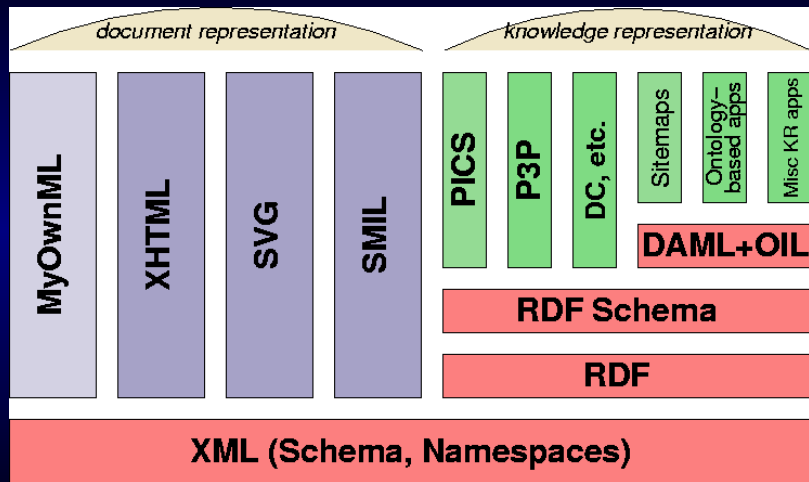 document representation
knowledge representation
MyOwnML
XHTML
SVG
SMIL
PICS
P3P
DC, etc.
Sitemaps
Ontology-
based apps
Misc KR apps
DAML+OIL
RDF Schema
RDF
XML (Schema, Namespaces)